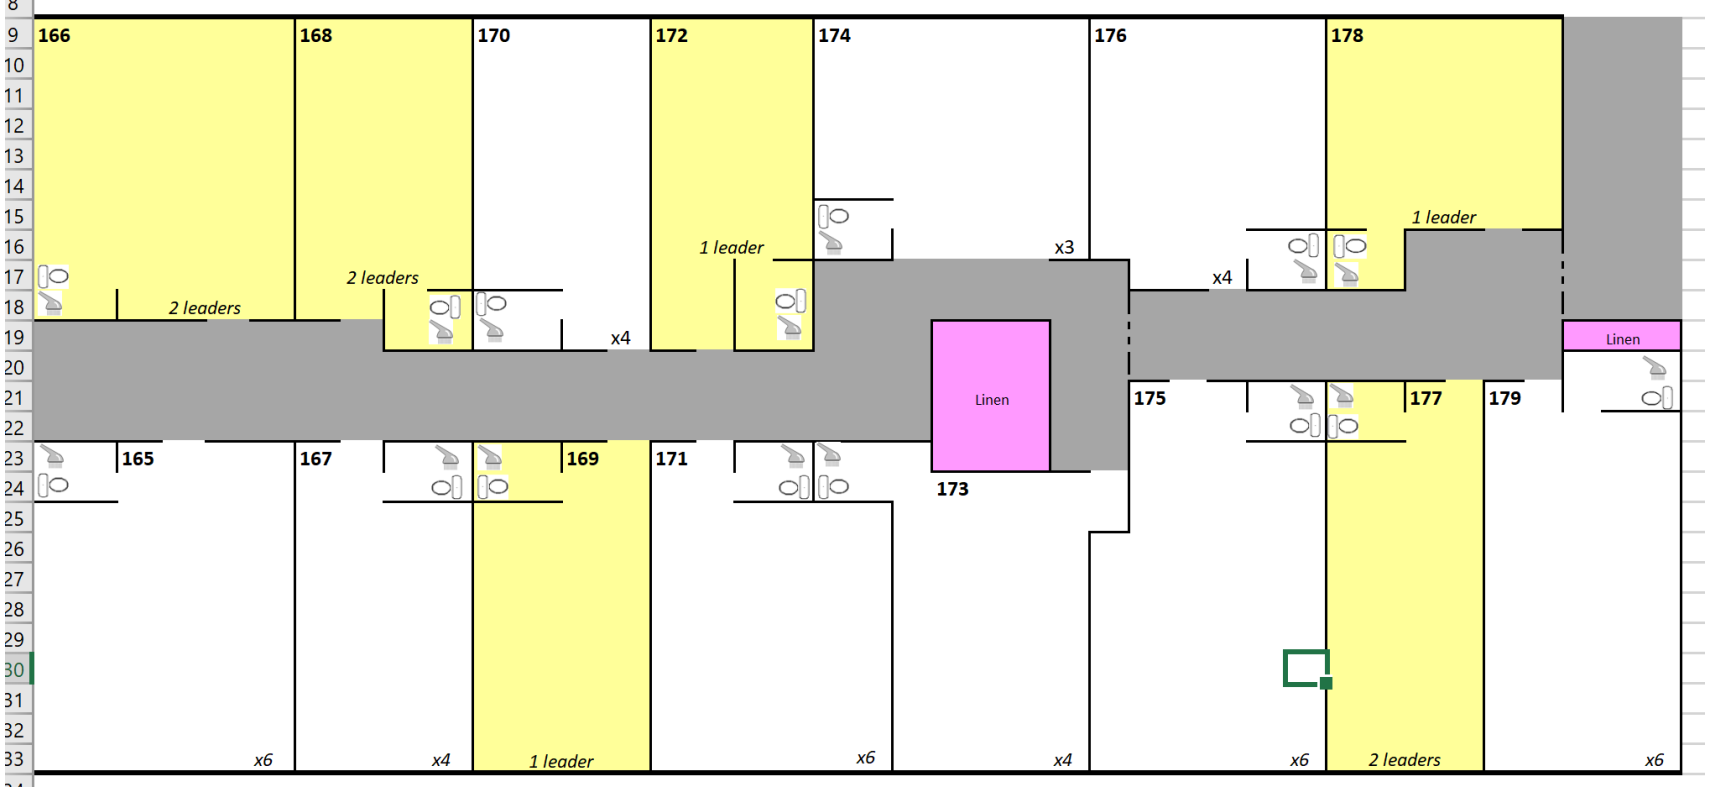 8
9 166 168 170 172 174 176 178
10
11
12
13
14
15 1 leader
16 1 leader x3
17 2 leaders x4
18 2 leaders
19 x4 Linen
20
21 Linen 175 177 179
22
23 165 167 169 171
24 173
25
26
27
28
29
30
31
32
33 x6 x4 1 leader x6 x4 x6 2 leaders x6